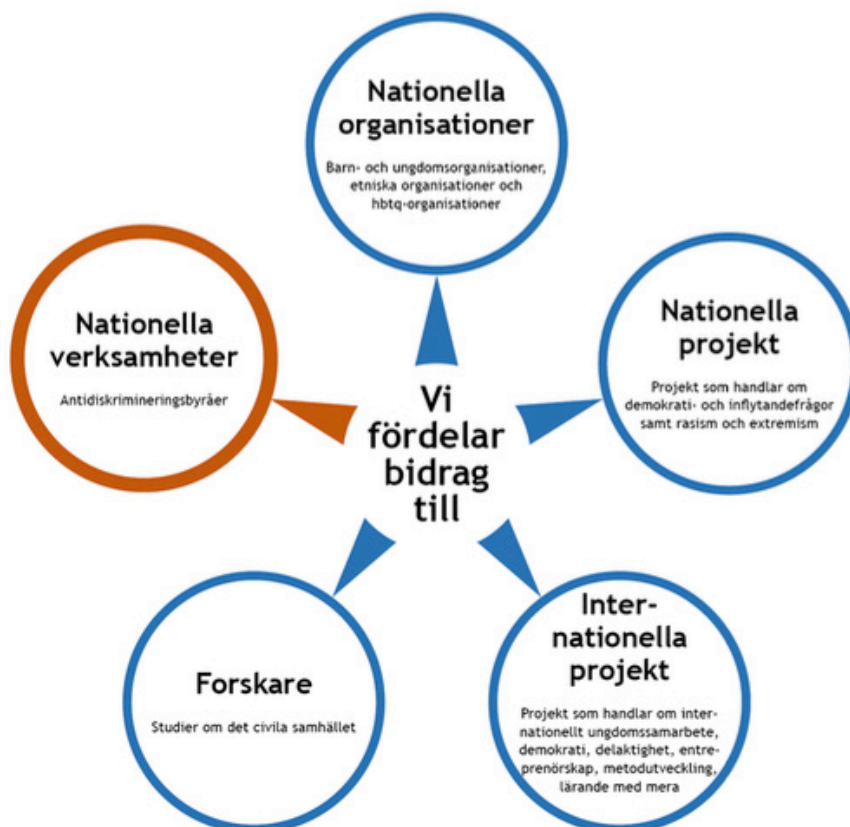 Nationella
organisationer
Barn- och ungdomsorganisationer,
etniska organisationer och
hbtq-organisationer
Nationella
verksamheter
Antidiskrimineringsbyråer
Nationella
projekt
Projekt som handlar om
demokrati- och inflytandefrågor
samt rasism och extremism
Vi
fördelar
bidrag
till
Forskare
Studier om det civila samhället
Inter-
nationella
projekt
Projekt som handlar om inter-
nationellt ungdomssamarbete,
demokrati, delaktighet, entre-
prenörskap, metodutveckling,
lärande med mera